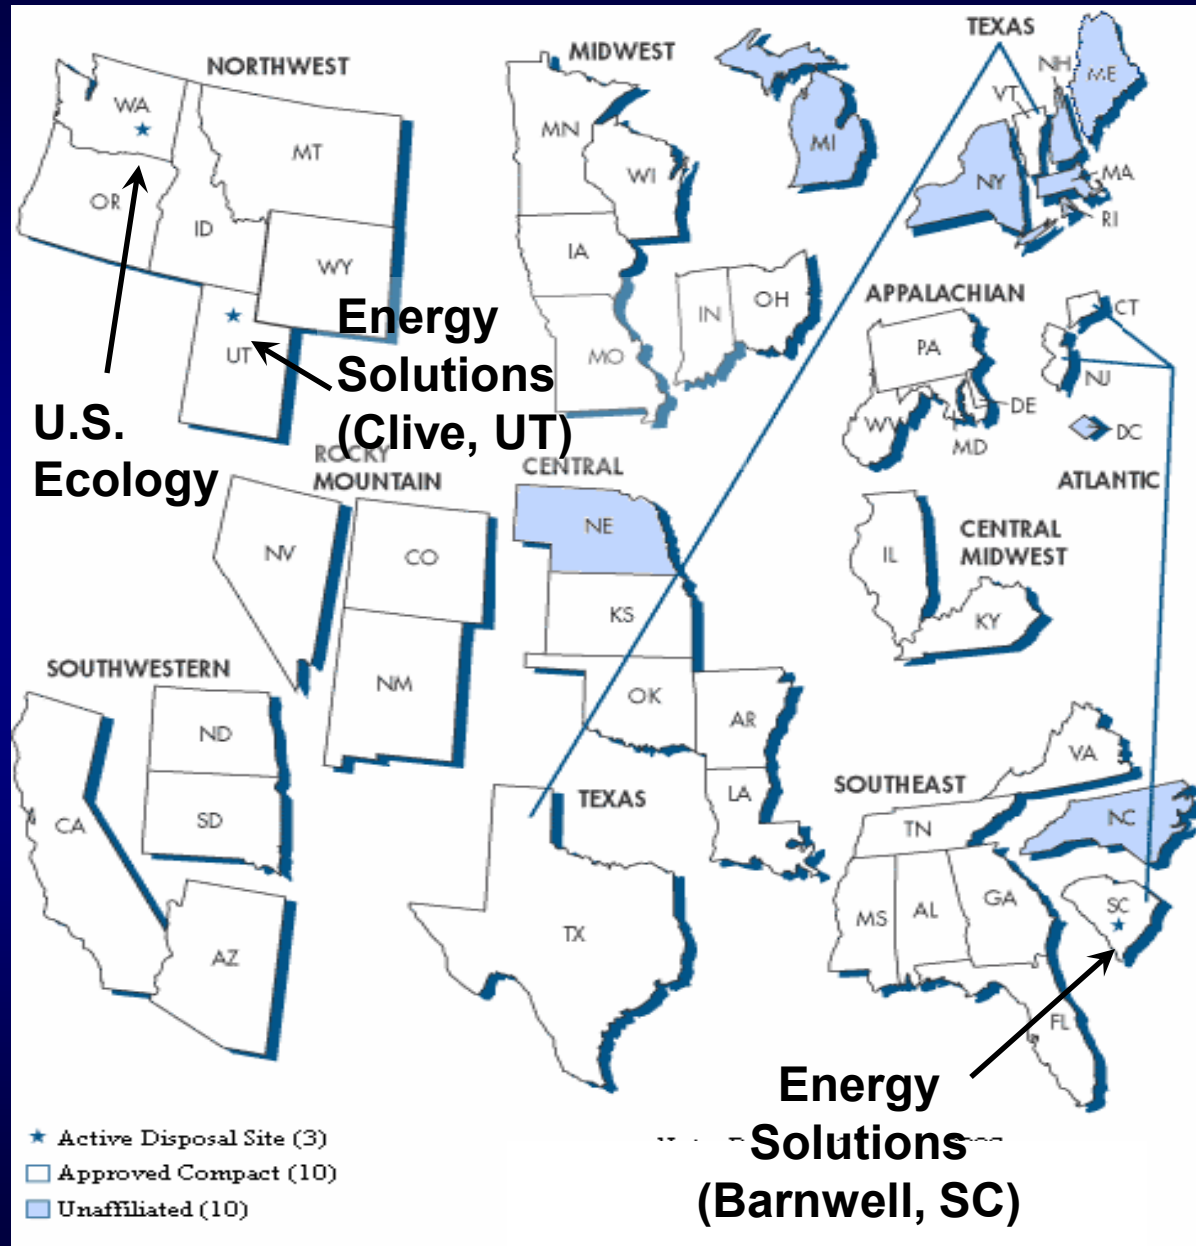 NORTHWEST
WA
MT
OR
ID
WY
UT
U.S.
Ecology
Energy
Solutions
(Clive, UT)
MIDWEST
MN
WI
IA
MO
IN
OH
MI
TEXAS
NH
ME
VT
NY
MA
RI
APPALACHIAN
PA
WV
MD
DE
CT
NJ
DC
ATLANTIC
ROCKY
MOUNTAIN
NV
CO
NM
CENTRAL
NE
KS
OK
AR
LA
CENTRAL
MIDWEST
IL
KY
SOUTHWESTERN
CA
ND
SD
AZ
TEXAS
TX
SOUTHEAST
VA
TN
NC
MS
AL
GA
SC
FL
Energy
Solutions
(Barnwell, SC)
Active Disposal Site (3)
Approved Compact (10)
Unaffiliated (10)